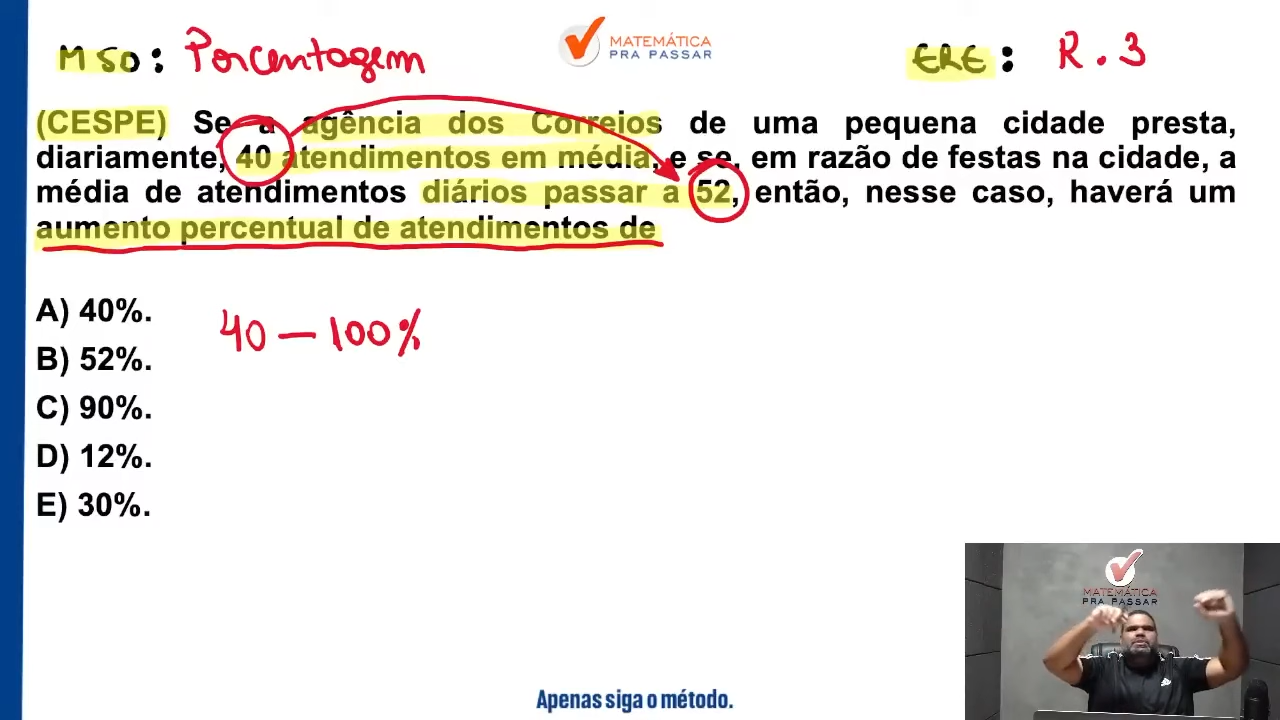 MSO: Porcentagem
MATEMÁTICA
PRA PASSAR
ERE: R.3
(CESPE) Se a agência dos Correios de uma pequena cidade presta,
diariamente, 40 atendimentos em média, e se, em razão de festas na cidade, a
média de atendimentos diários passar a 52, então, nesse caso, haverá um
aumento percentual de atendimentos de
A) 40%.
40 — 100%
B) 52%.
C) 90%.
D) 12%.
E) 30%.
MATEMÁTICA
PRA PASSAR
Apenas siga o método.